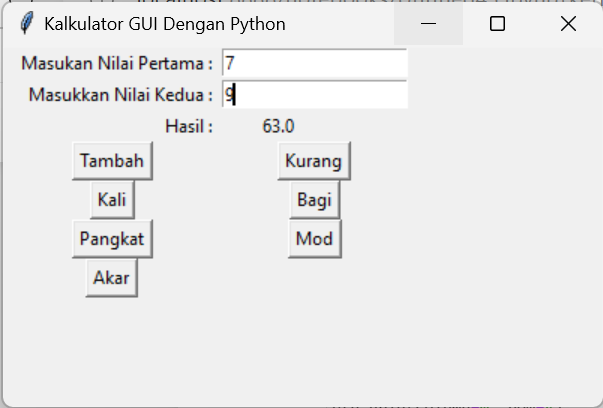 Kalkulator GUI Dengan Python
Masukan Nilai Pertama : 7
Masukkan Nilai Kedua : 9
Hasil : 63.0
Tambah Kurang
Kali Bagi
Pangkat Mod
Akar